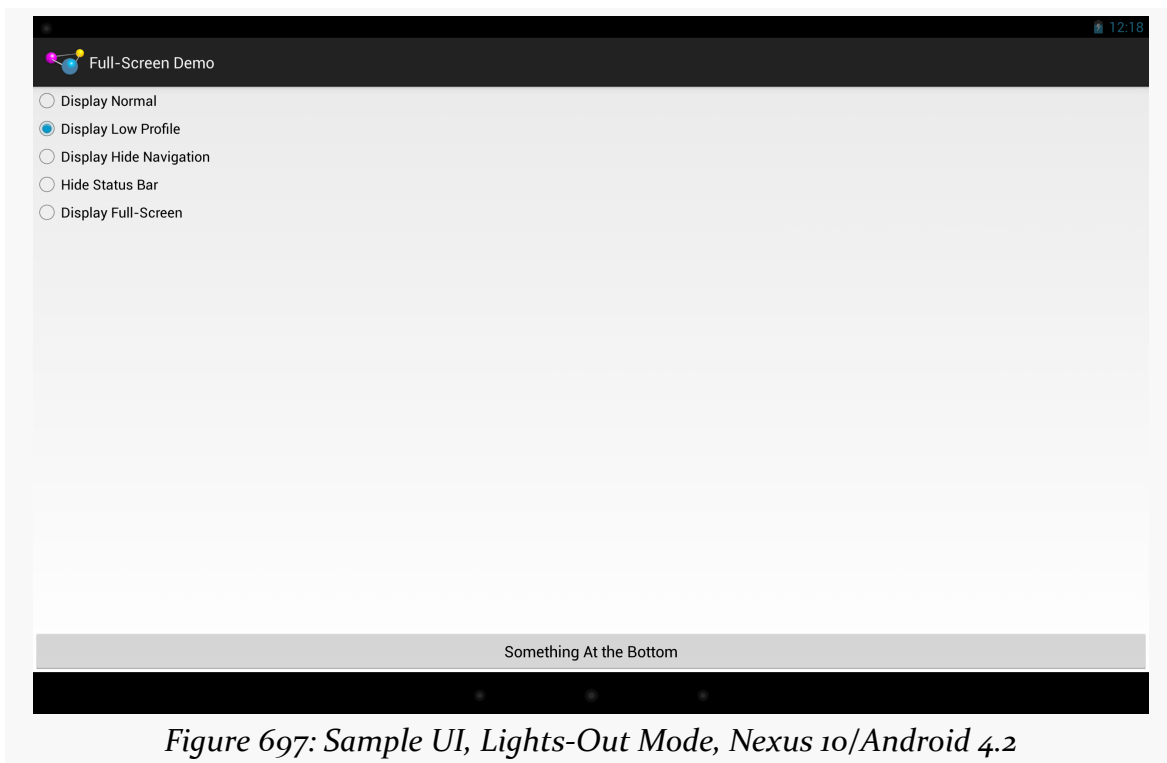 12:18
Full-Screen Demo
Display Normal
Display Low Profile
Display Hide Navigation
Hide Status Bar
Display Full-Screen
Something At the Bottom
Figure 697: Sample UI, Lights-Out Mode, Nexus 10/Android 4.2